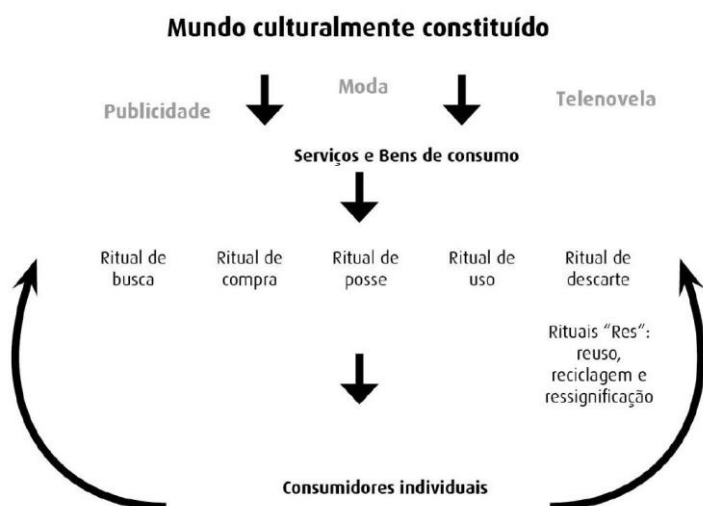 Mundo culturalmente constituído
Publicidade
Moda
Telenovela
Serviços e Bens de consumo
Ritual de
busca
Ritual de
compra
Ritual de
posse
Ritual de
uso
Ritual de
descarte
Rituais “Res“:
reuso,
reciclagem e
ressignificação
Consumidores individuais